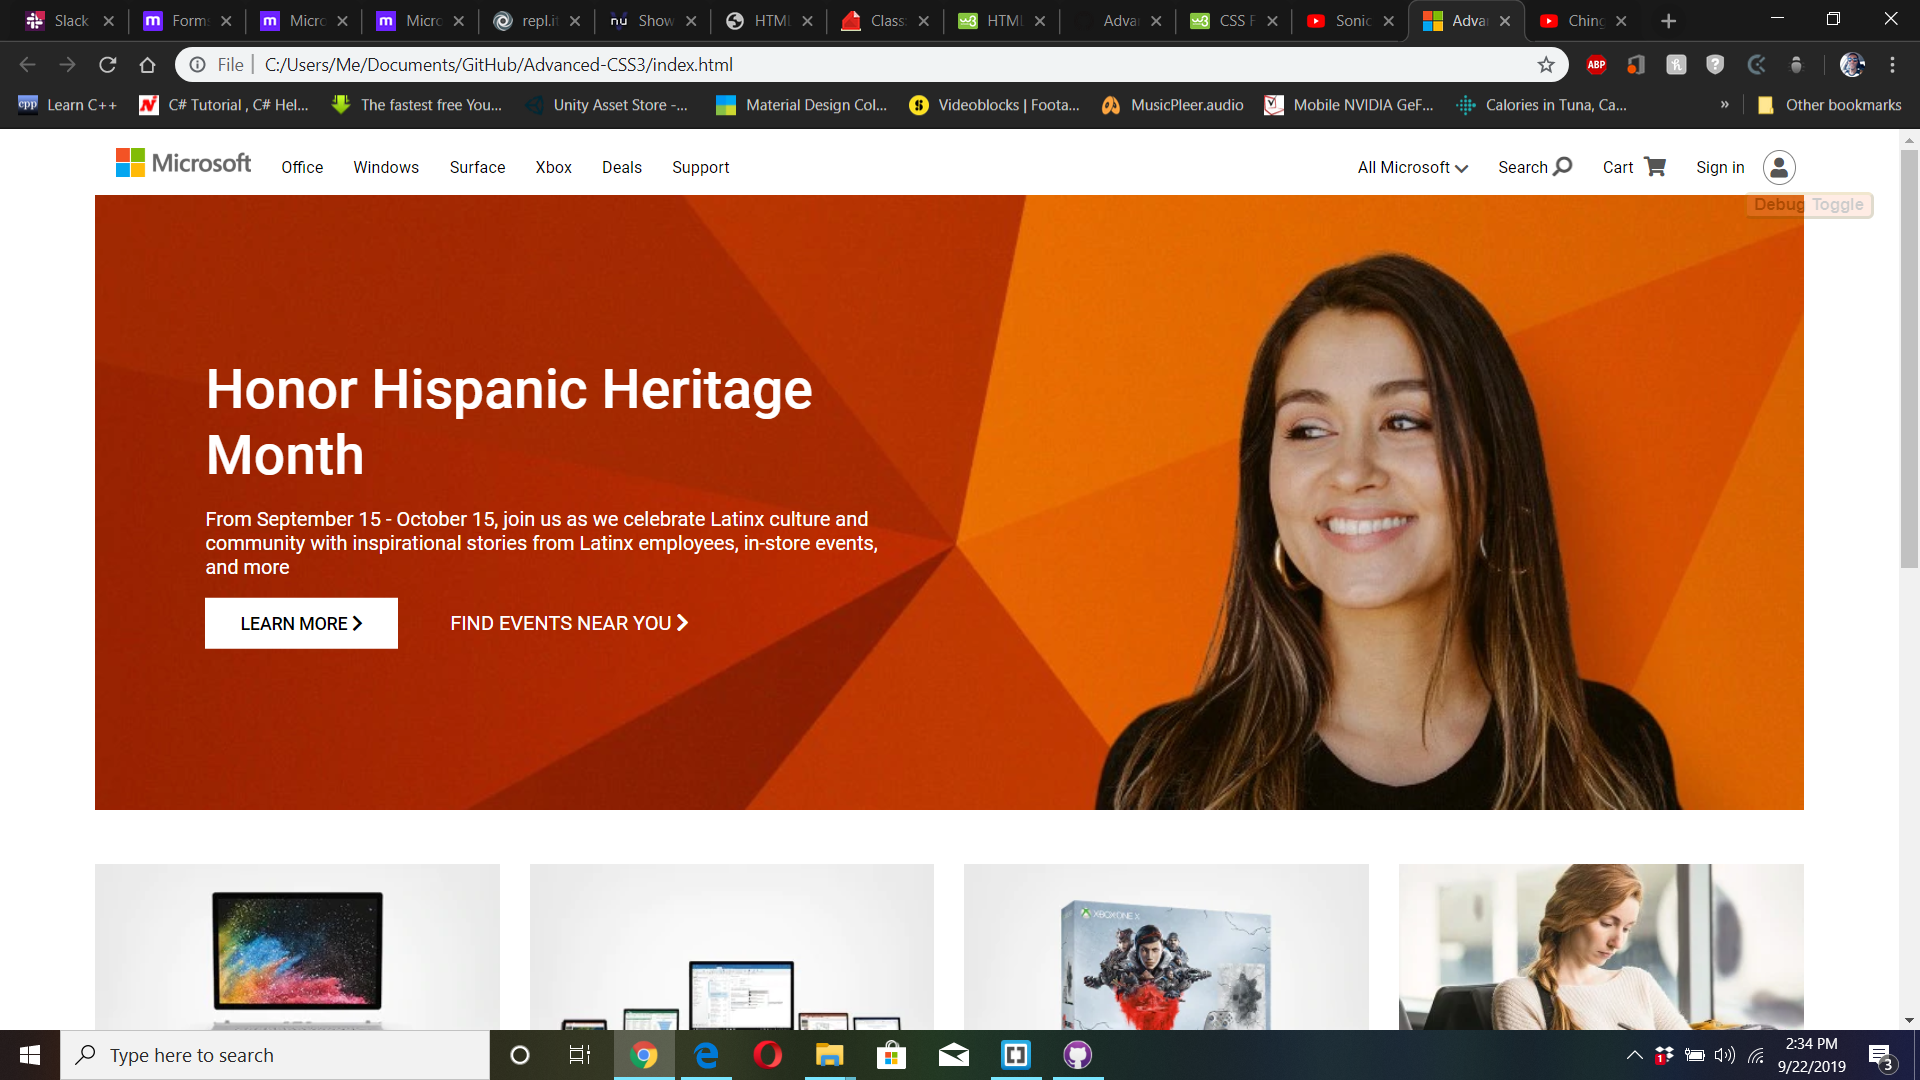 Slack
Form
Micro
Micro
repl.it
Show
HTML
Class
HTML
Adva
CSS F
Sonic
Adva
Ching
File
C:/Users/Me/Documents/GitHub/Advanced-CSS3/index.html
ABP
cpp Learn C++
C# Tutorial , C# Hel...
The fastest free You...
Unity Asset Store -...
Material Design Col...
Videoblocks | Foota...
MusicPleer.audio
Mobile NVIDIA GeF...
Calories in Tuna, Ca...
»
Other bookmarks
Microsoft
Office
Windows
Surface
Xbox
Deals
Support
All Microsoft
Search
Cart
Sign in
Debug Toggle
Honor Hispanic Heritage
Month
From September 15 - October 15, join us as we celebrate Latinx culture and
community with inspirational stories from Latinx employees, in-store events,
and more
LEARN MORE
FIND EVENTS NEAR YOU
XBOX ONE X
Type here to search
1
2:34 PM
9/22/2019
3